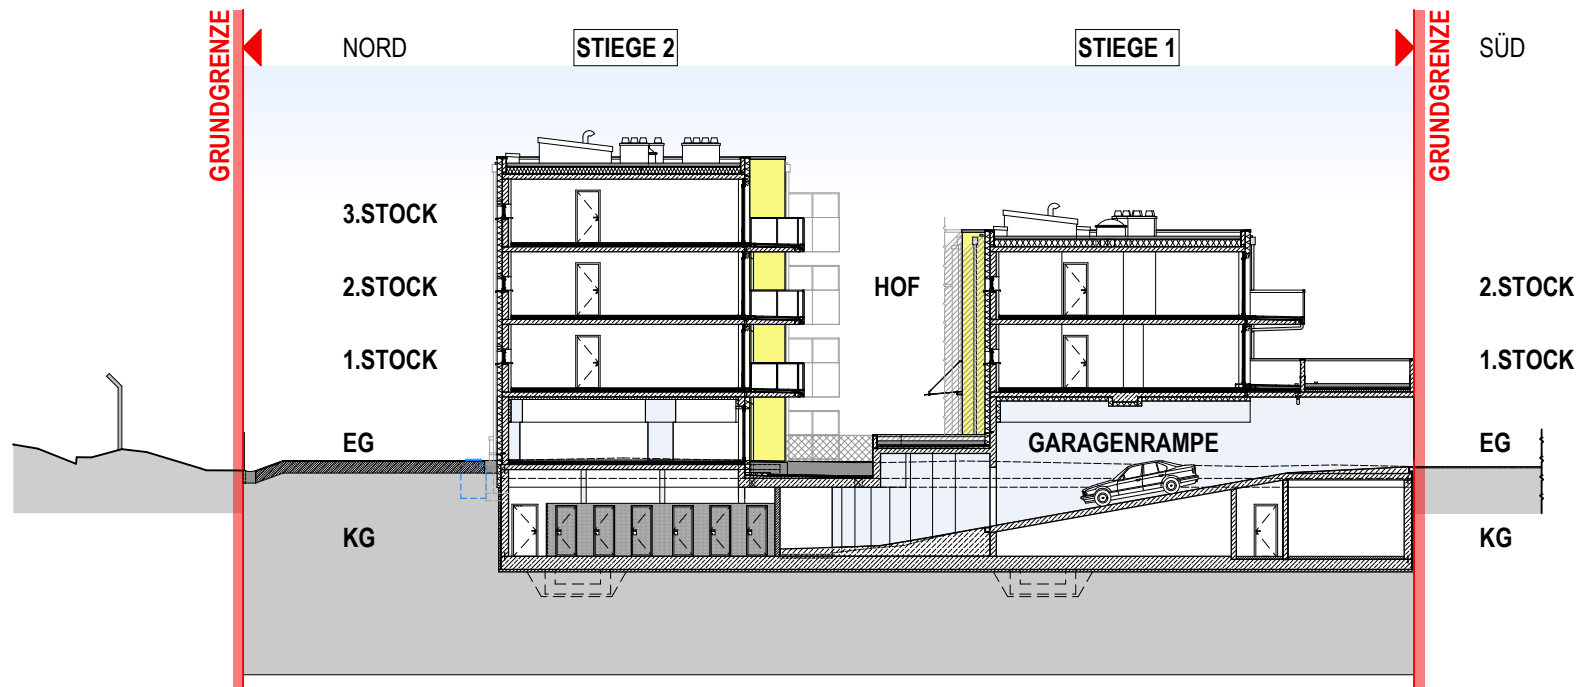 GRUNDGRENZE
NORD
STIEGE 2
STIEGE 1
GRUNDGRENZE
SÜD
3.STOCK
2.STOCK
HOF
2.STOCK
1.STOCK
1.STOCK
EG
GARAGENRAMPE
EG
KG
KG